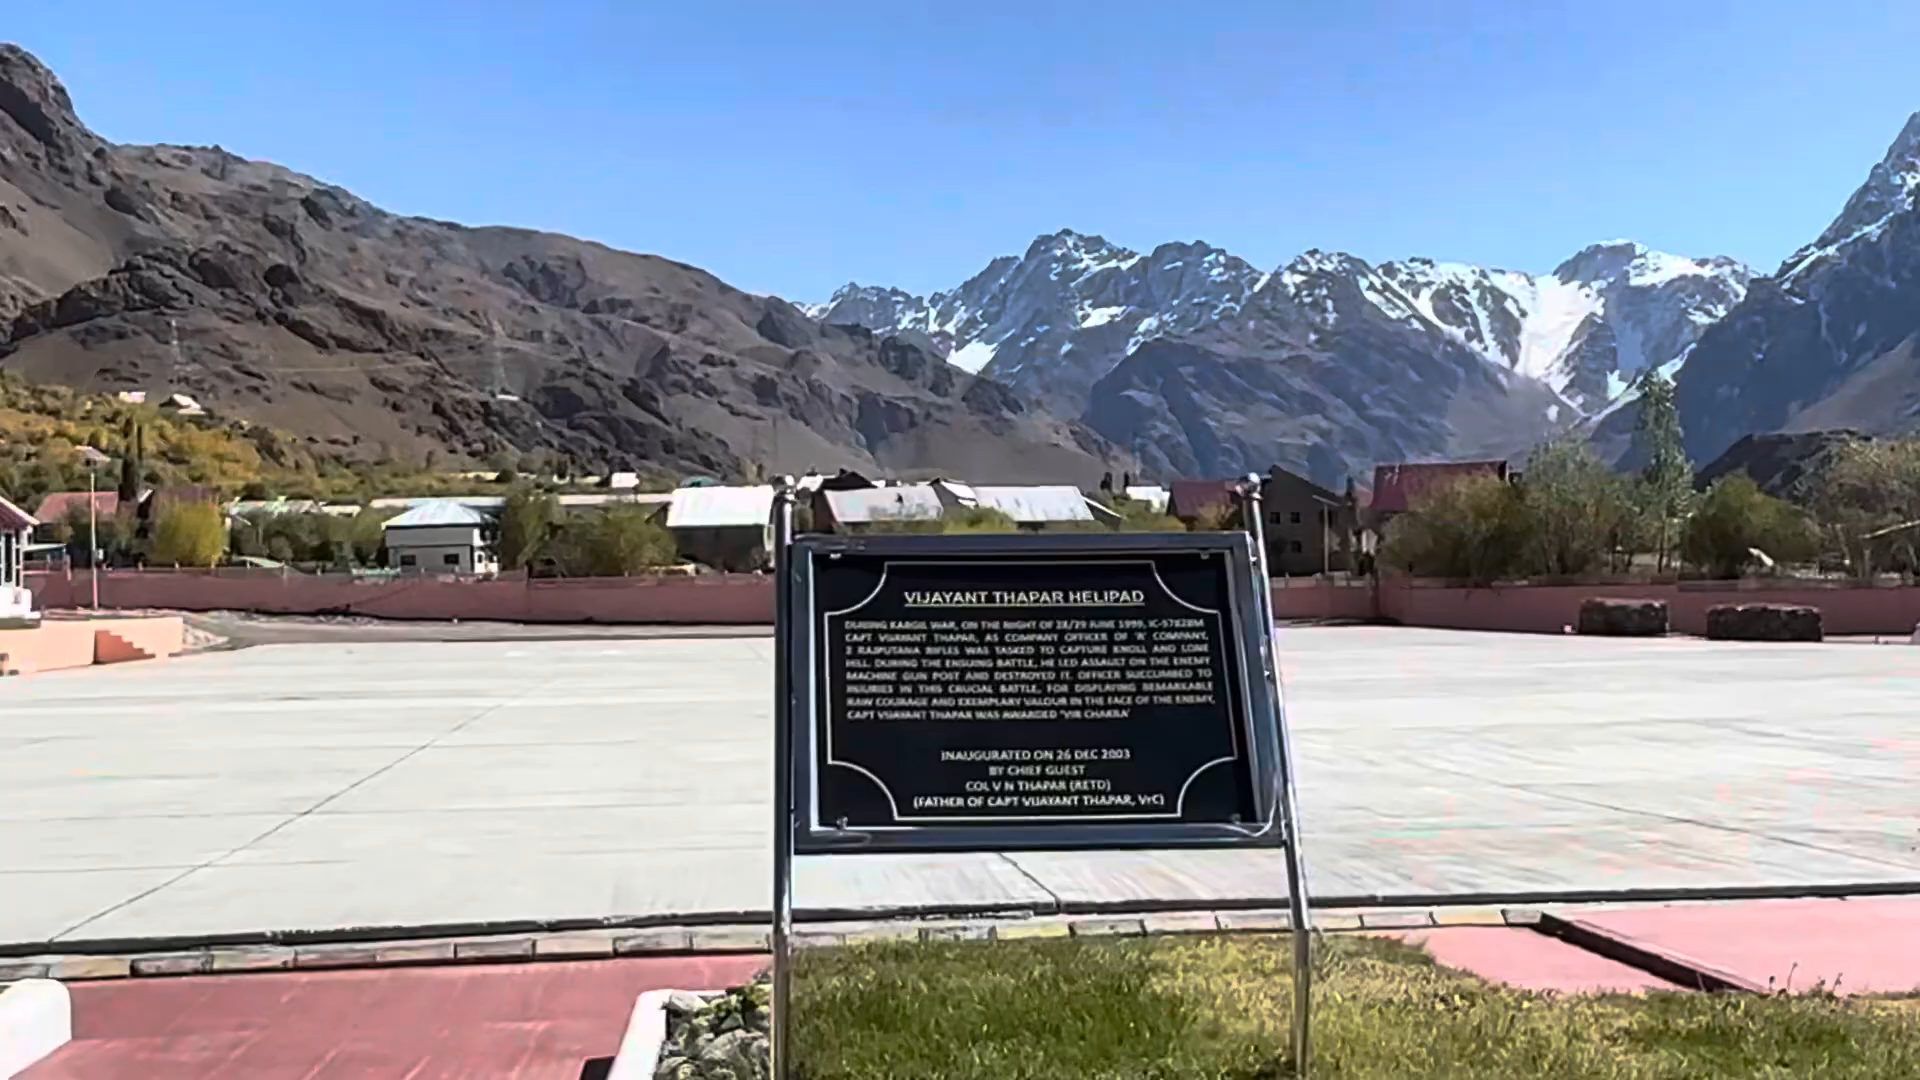 VIJAYANT THAPAR HELIPAD
DURING KARGIL WAR, ON THE NIGHT OF 28/29 JUNE 1999, IC-57828M
CAPT VIJAYANT THAPAR, AS COMPANY OFFICER OF 'A' COMPANY,
2 RAJPUTANA RIFLES WAS TASKED TO CAPTURE KNOLL AND LONE
HILL. DURING THE ENSUING BATTLE, HE LED ASSAULT ON THE ENEMY
MACHINE GUN POST AND DESTROYED IT. OFFICER SUCCUMBED TO
INJURIES IN THIS CRUCIAL BATTLE. FOR DISPLAYING REMARKABLE
RAW COURAGE AND EXEMPLARY VALOUR IN THE FACE OF THE ENEMY,
CAPT VIJAYANT THAPAR WAS AWARDED 'VIR CHAKRA'
INAUGURATED ON 26 DEC 2003
BY CHIEF GUEST
COL V N THAPAR (RETD)
(FATHER OF CAPT VIJAYANT THAPAR, VrC)